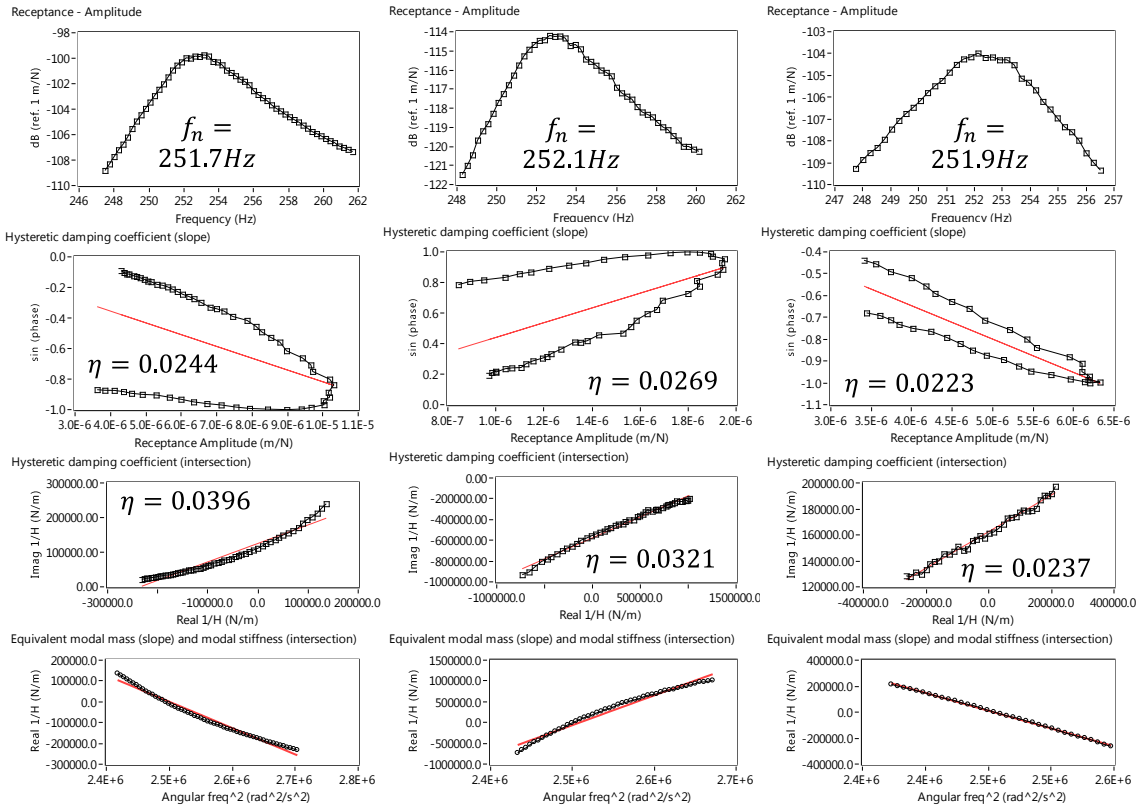 Receptance - Amplitude
-98
-100
-102
-104
-106
-108
-110
dB (ref. 1 m/N)
f_n =
251.7Hz
246 248 250 252 254 256 258 260 262
Frequency (Hz)
Receptance - Amplitude
-114
-115
-116
-117
-118
-119
-120
-121
-122
dB (ref. 1 m/N)
f_n =
252.1Hz
248 250 252 254 256 258 260 262
Frequency (Hz)
Receptance - Amplitude
-103
-104
-105
-106
-107
-108
-109
-110
dB (ref. 1 m/N)
f_n =
251.9Hz
247 248 249 250 251 252 253 254 255 256 257
Frequency (Hz)
Hysteretic damping coefficient (slope)
0.0
-0.2
-0.4
-0.6
-0.8
-1.0
sin (phase)
η = 0.0244
3.0E-6 4.0E-6 5.0E-6 6.0E-6 7.0E-6 8.0E-6 9.0E-6 1.0E-5 1.1E-5
Receptance Amplitude (m/N)
Hysteretic damping coefficient (slope)
1.0
0.8
0.6
0.4
0.2
0.0
sin (phase)
η = 0.0269
8.0E-7 1.0E-6 1.2E-6 1.4E-6 1.6E-6 1.8E-6 2.0E-6
Receptance Amplitude (m/N)
Hysteretic damping coefficient (slope)
-0.4
-0.5
-0.6
-0.7
-0.8
-0.9
-1.0
-1.1
sin (phase)
η = 0.0223
3.0E-6 3.5E-6 4.0E-6 4.5E-6 5.0E-6 5.5E-6 6.0E-6 6.5E-6
Receptance Amplitude (m/N)
Hysteretic damping coefficient (intersection)
300000.00
200000.00
100000.00
0.00
Imag 1/H (N/m)
η = 0.0396
-300000.0 -100000.0 0.0 100000.0 200000.0
Real 1/H (N/m)
Hysteretic damping coefficient (intersection)
0.00
-200000.00
-400000.00
-600000.00
-800000.00
-1000000.00
Imag 1/H (N/m)
η = 0.0321
-1000000.0 0.0 500000.0 1500000.0
Real 1/H (N/m)
Hysteretic damping coefficient (intersection)
200000.00
180000.00
160000.00
140000.00
120000.00
Imag 1/H (N/m)
η = 0.0237
-400000.0 -200000.0 0.0 200000.0 400000.0
Real 1/H (N/m)
Equivalent modal mass (slope) and modal stiffness (intersection)
200000.0
100000.0
0.0
-100000.0
-200000.0
-300000.0
Real 1/H (N/m)
2.4E+6 2.5E+6 2.6E+6 2.7E+6 2.8E+6
Angular freq^2 (rad^2/s^2)
Equivalent modal mass (slope) and modal stiffness (intersection)
1500000.0
1000000.0
500000.0
0.0
-500000.0
-1000000.0
Real 1/H (N/m)
2.4E+6 2.5E+6 2.6E+6 2.7E+6
Angular freq^2 (rad^2/s^2)
Equivalent modal mass (slope) and modal stiffness (intersection)
400000.0
200000.0
0.0
-200000.0
-400000.0
Real 1/H (N/m)
2.4E+6 2.4E+6 2.5E+6 2.6E+6 2.6E+6
Angular freq^2 (rad^2/s^2)